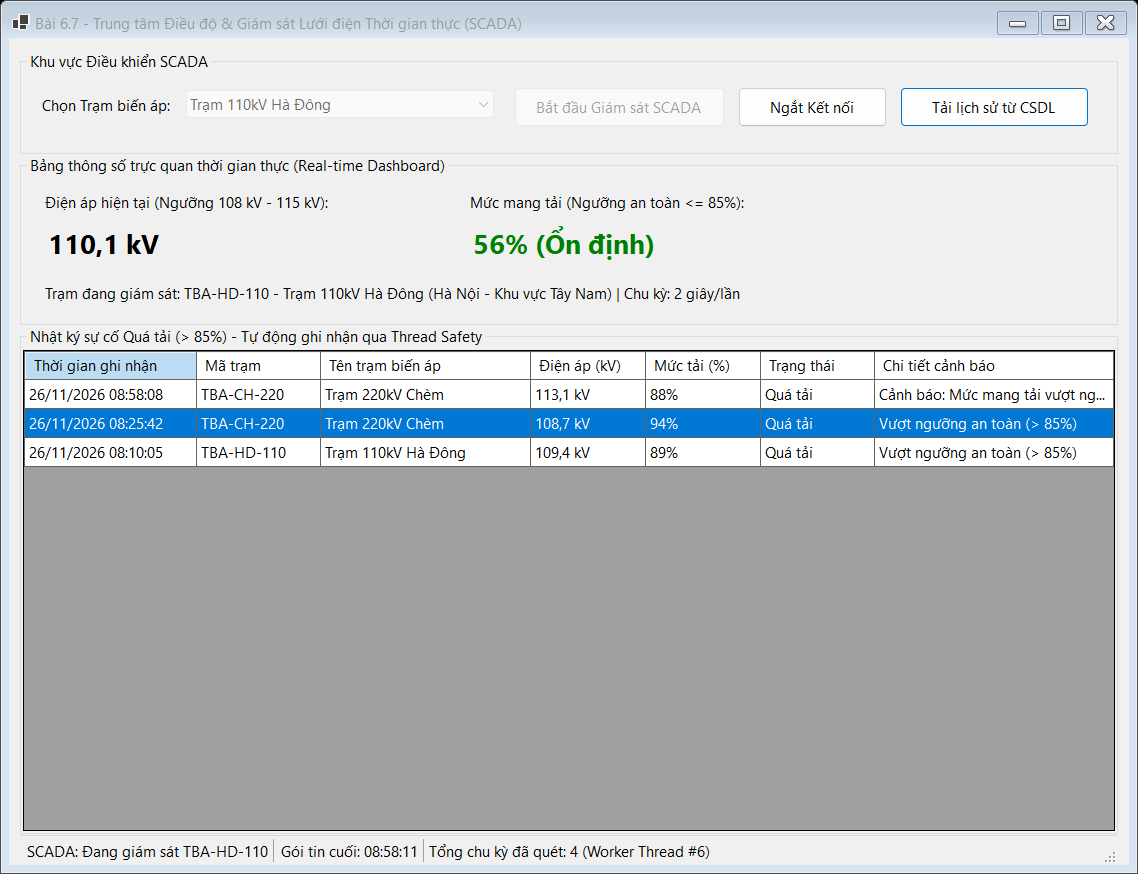 Bài 6.7 - Trung tâm Điều độ & Giám sát Lưới điện Thời gian thực (SCADA)
Khu vực Điều khiển SCADA
Chọn Trạm biến áp: Trạm 110kV Hà Đông Bắt đầu Giám sát SCADA Ngắt Kết nối Tải lịch sử từ CSDL
Bảng thông số trực quan thời gian thực (Real-time Dashboard)
Điện áp hiện tại (Ngưỡng 108 kV - 115 kV): Mức mang tải (Ngưỡng an toàn <= 85%):
110,1 kV 56% (Ổn định)
Trạm đang giám sát: TBA-HD-110 - Trạm 110kV Hà Đông (Hà Nội - Khu vực Tây Nam) | Chu kỳ: 2 giây/lần
Nhật ký sự cố Quá tải (> 85%) - Tự động ghi nhận qua Thread Safety
Thời gian ghi nhận Mã trạm Tên trạm biến áp Điện áp (kV) Mức tải (%) Trạng thái Chi tiết cảnh báo
26/11/2026 08:58:08 TBA-CH-220 Trạm 220kV Chèm 113,1 kV 88% Quá tải Cảnh báo: Mức mang tải vượt ng...
26/11/2026 08:25:42 TBA-CH-220 Trạm 220kV Chèm 108,7 kV 94% Quá tải Vượt ngưỡng an toàn (> 85%)
26/11/2026 08:10:05 TBA-HD-110 Trạm 110kV Hà Đông 109,4 kV 89% Quá tải Vượt ngưỡng an toàn (> 85%)
SCADA: Đang giám sát TBA-HD-110 Gói tin cuối: 08:58:11 Tổng chu kỳ đã quét: 4 (Worker Thread #6)